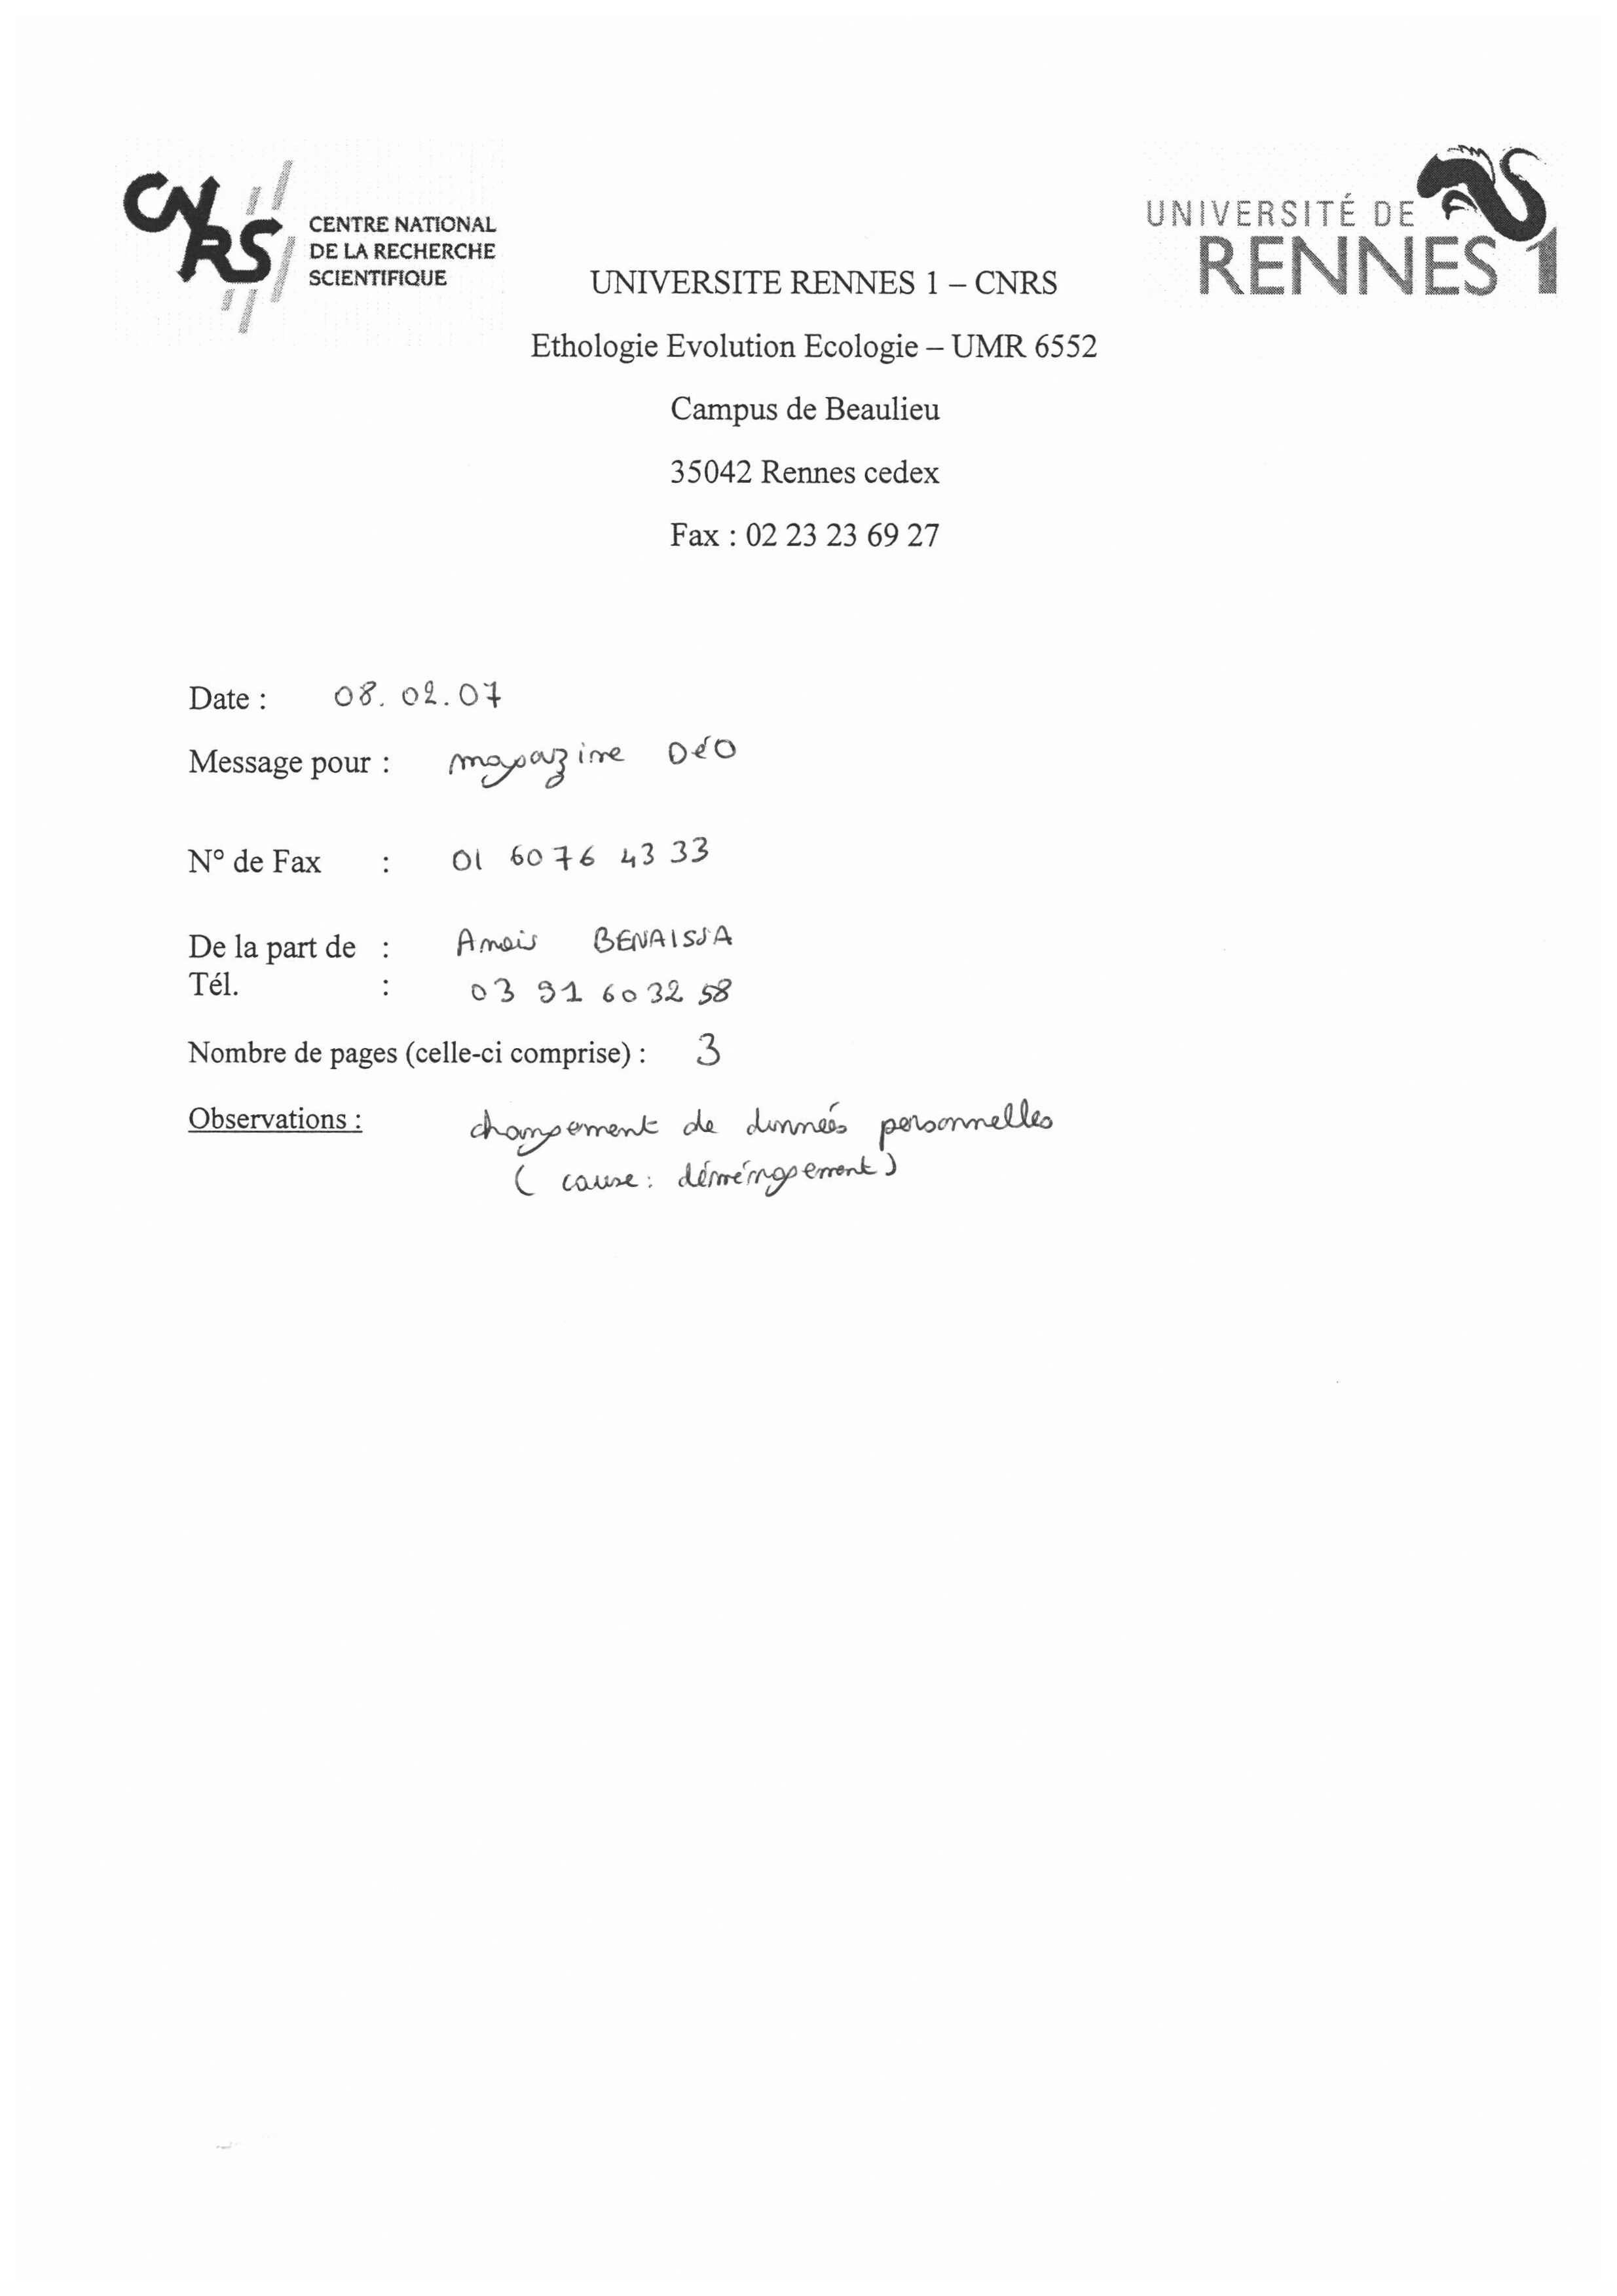 CNRS
CENTRE NATIONAL
DE LA RECHERCHE
SCIENTIFIQUE
UNIVERSITÉ DE
RENNES 1
UNIVERSITE RENNES 1 – CNRS
Ethologie Evolution Ecologie – UMR 6552
Campus de Beaulieu
35042 Rennes cedex
Fax : 02 23 23 69 27
Date : 08.02.07
Message pour : magazine DéO
N° de Fax : 01 60 76 43 33
De la part de : Anais BENAISSA
Tél. : 03 91 60 32 58
Nombre de pages (celle-ci comprise) : 3
Observations : changement de données personnelles
( cause : déménagement )